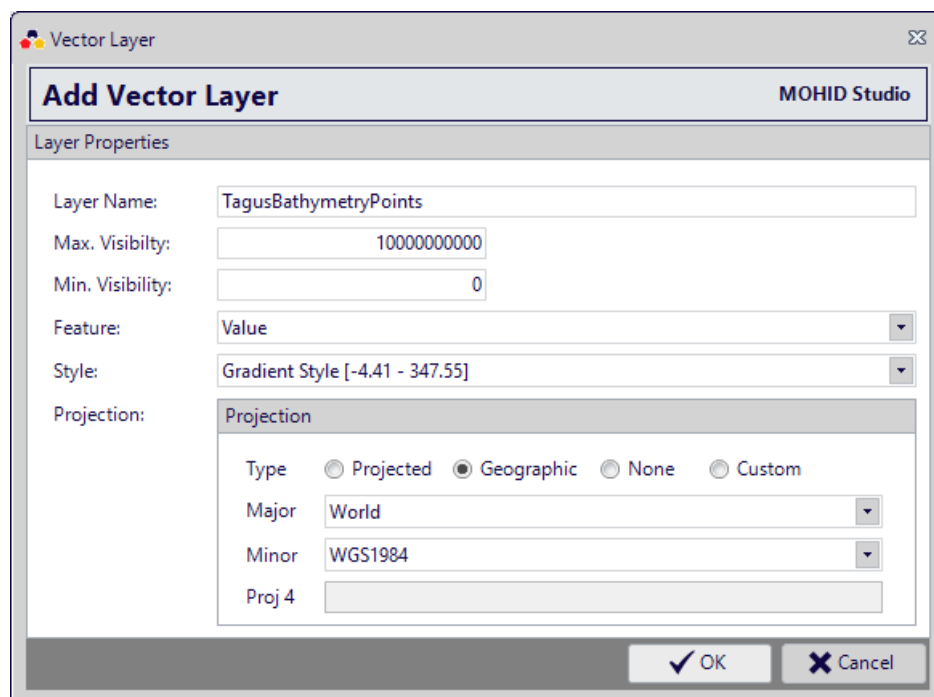 Vector Layer
Add Vector Layer MOHID Studio
Layer Properties
Layer Name: TagusBathymetryPoints
Max. Visibilty: 10000000000
Min. Visibility: 0
Feature: Value
Style: Gradient Style [-4.41 - 347.55]
Projection: Projection
Type Projected Geographic None Custom
Major World
Minor WGS1984
Proj 4
OK Cancel